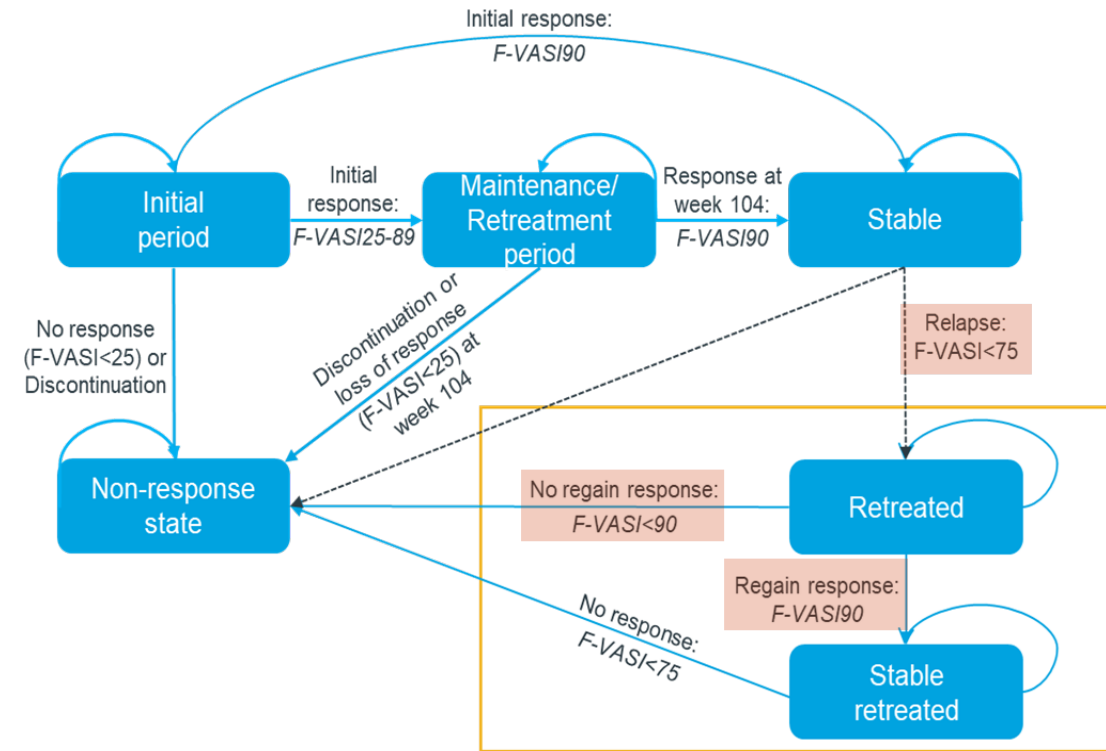 Initial response:
F-VASI90
Initial
period
Initial
response:
F-VASI25-89
Maintenance/
Retreatment
period
Response at
week 104:
F-VASI90
Stable
No response
(F-VASI<25) or
Discontinuation
Discontinuation or
loss of response
(F-VASI<25) at
week 104
Relapse:
F-VASI<75
Non-response
state
No regain response:
F-VASI<90
Retreated
Regain response:
F-VASI90
No response:
F-VASI<75
Stable
retreated